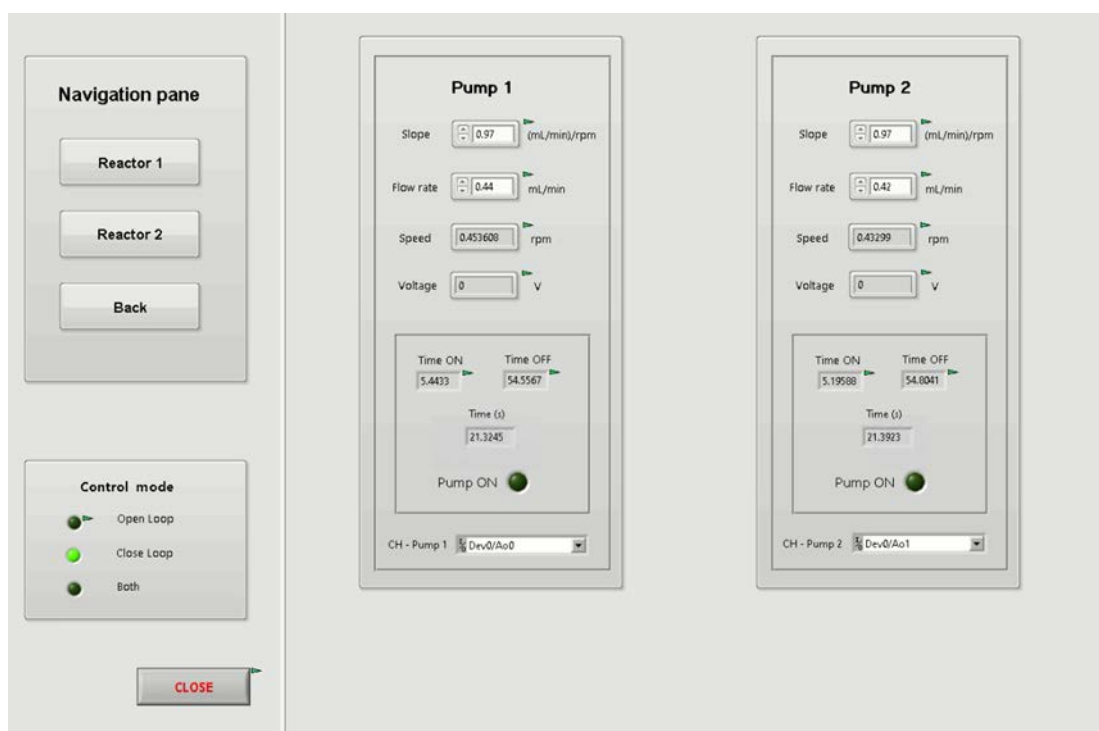 Navigation pane
Reactor 1
Reactor 2
Back
Control mode
Open Loop
Close Loop
Both
CLOSE
Pump 1
Slope 0.97 (mL/min)/rpm
Flow rate 0.44 mL/min
Speed 0.453608 rpm
Voltage 0 V
Time ON Time OFF
5.4433 54.5567
Time (s)
21.3245
Pump ON
CH - Pump 1 Dev0/Ao0
Pump 2
Slope 0.97 (mL/min)/rpm
Flow rate 0.42 mL/min
Speed 0.43299 rpm
Voltage 0 V
Time ON Time OFF
5.19588 54.8041
Time (s)
21.3923
Pump ON
CH - Pump 2 Dev0/Ao1